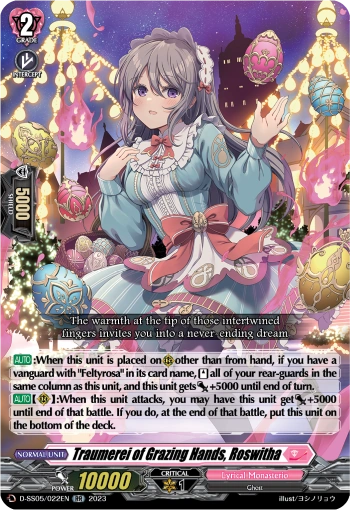 2
GRADE
INTERCEPT
5000
SHIELD
The warmth at the tip of those intertwined
fingers invites you into a never-ending dream
AUTO:When this unit is placed on other than from hand, if you have a
vanguard with "Feltyrosa" in its card name, [ ] all of your rear-guards in the
same column as this unit, and this unit gets +5000 until end of turn.
AUTO【 】:When this unit attacks, you may have this unit get +5000
until end of that battle. If you do, at the end of that battle, put this unit on
the bottom of the deck.
NORMAL UNIT Traumerei of Grazing Hands, Roswitha
POWER 10000 CRITICAL 1 Lyrical Monasterio
Ghost
D-SS05/022EN RR 2023 illust/ヨシノリョウ